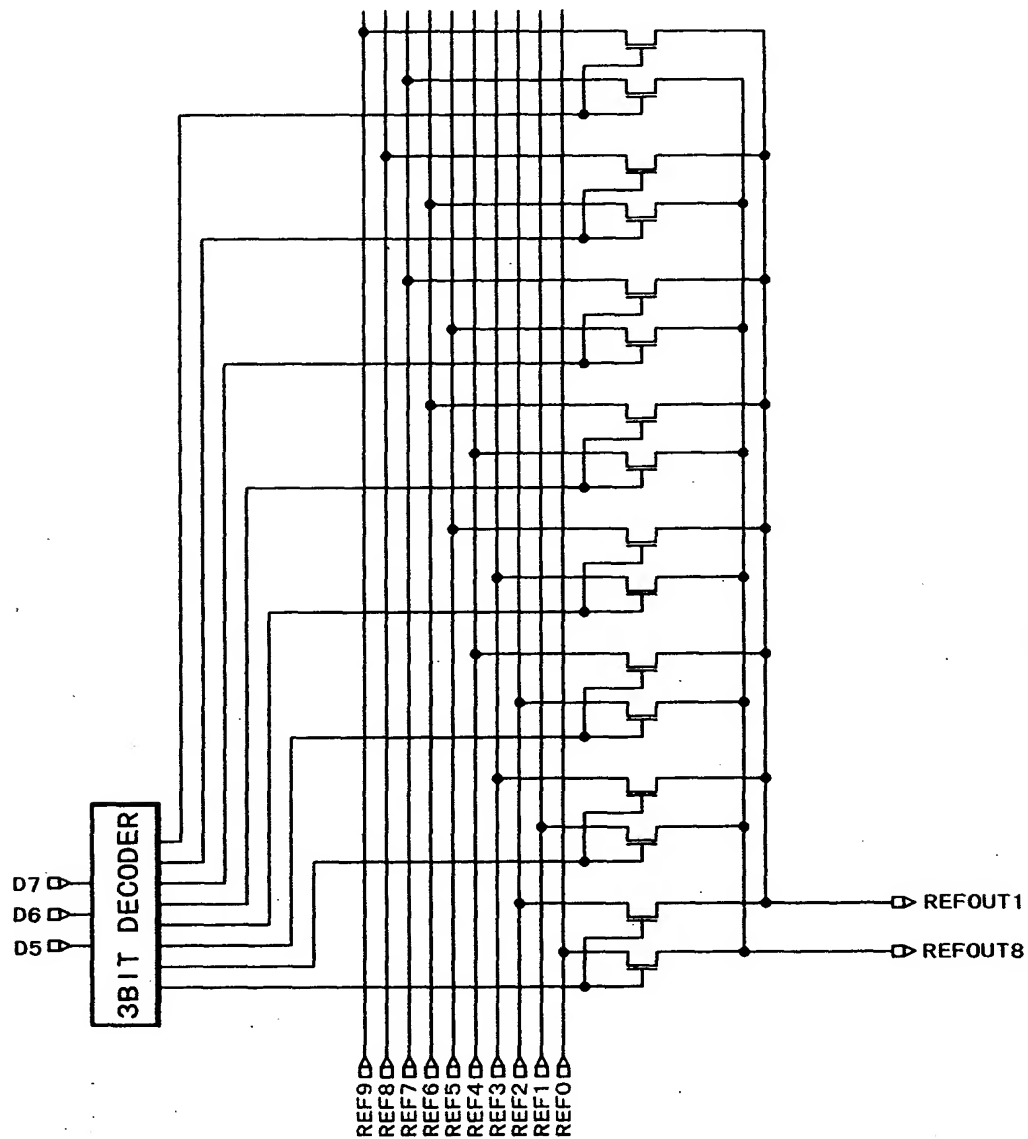 D7
D6
D5
3BIT DECODER
REFOUT1
REFOUT8
REF9
REF8
REF7
REF6
REF5
REF4
REF3
REF2
REF1
REF0